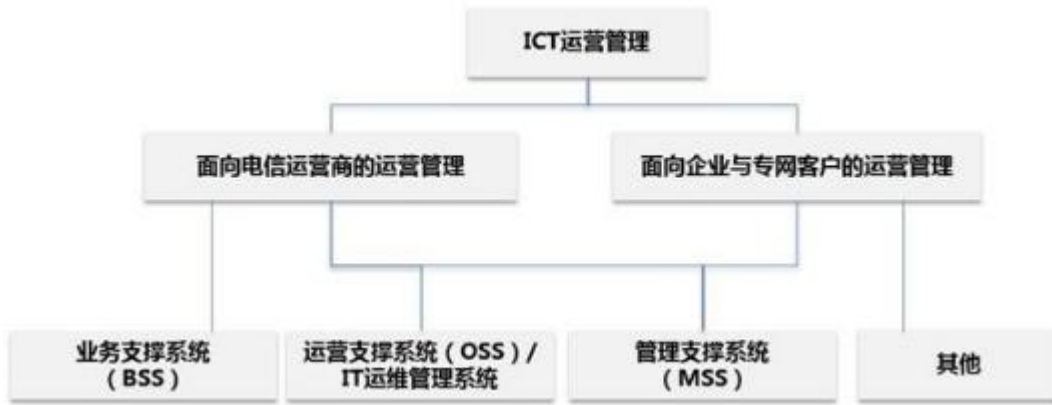 ICT运营管理
面向电信运营商的运营管理
面向企业与专网客户的运营管理
业务支撑系统
（BSS）
运营支撑系统（OSS）/
IT运维管理系统
管理支撑系统
（MSS）
其他